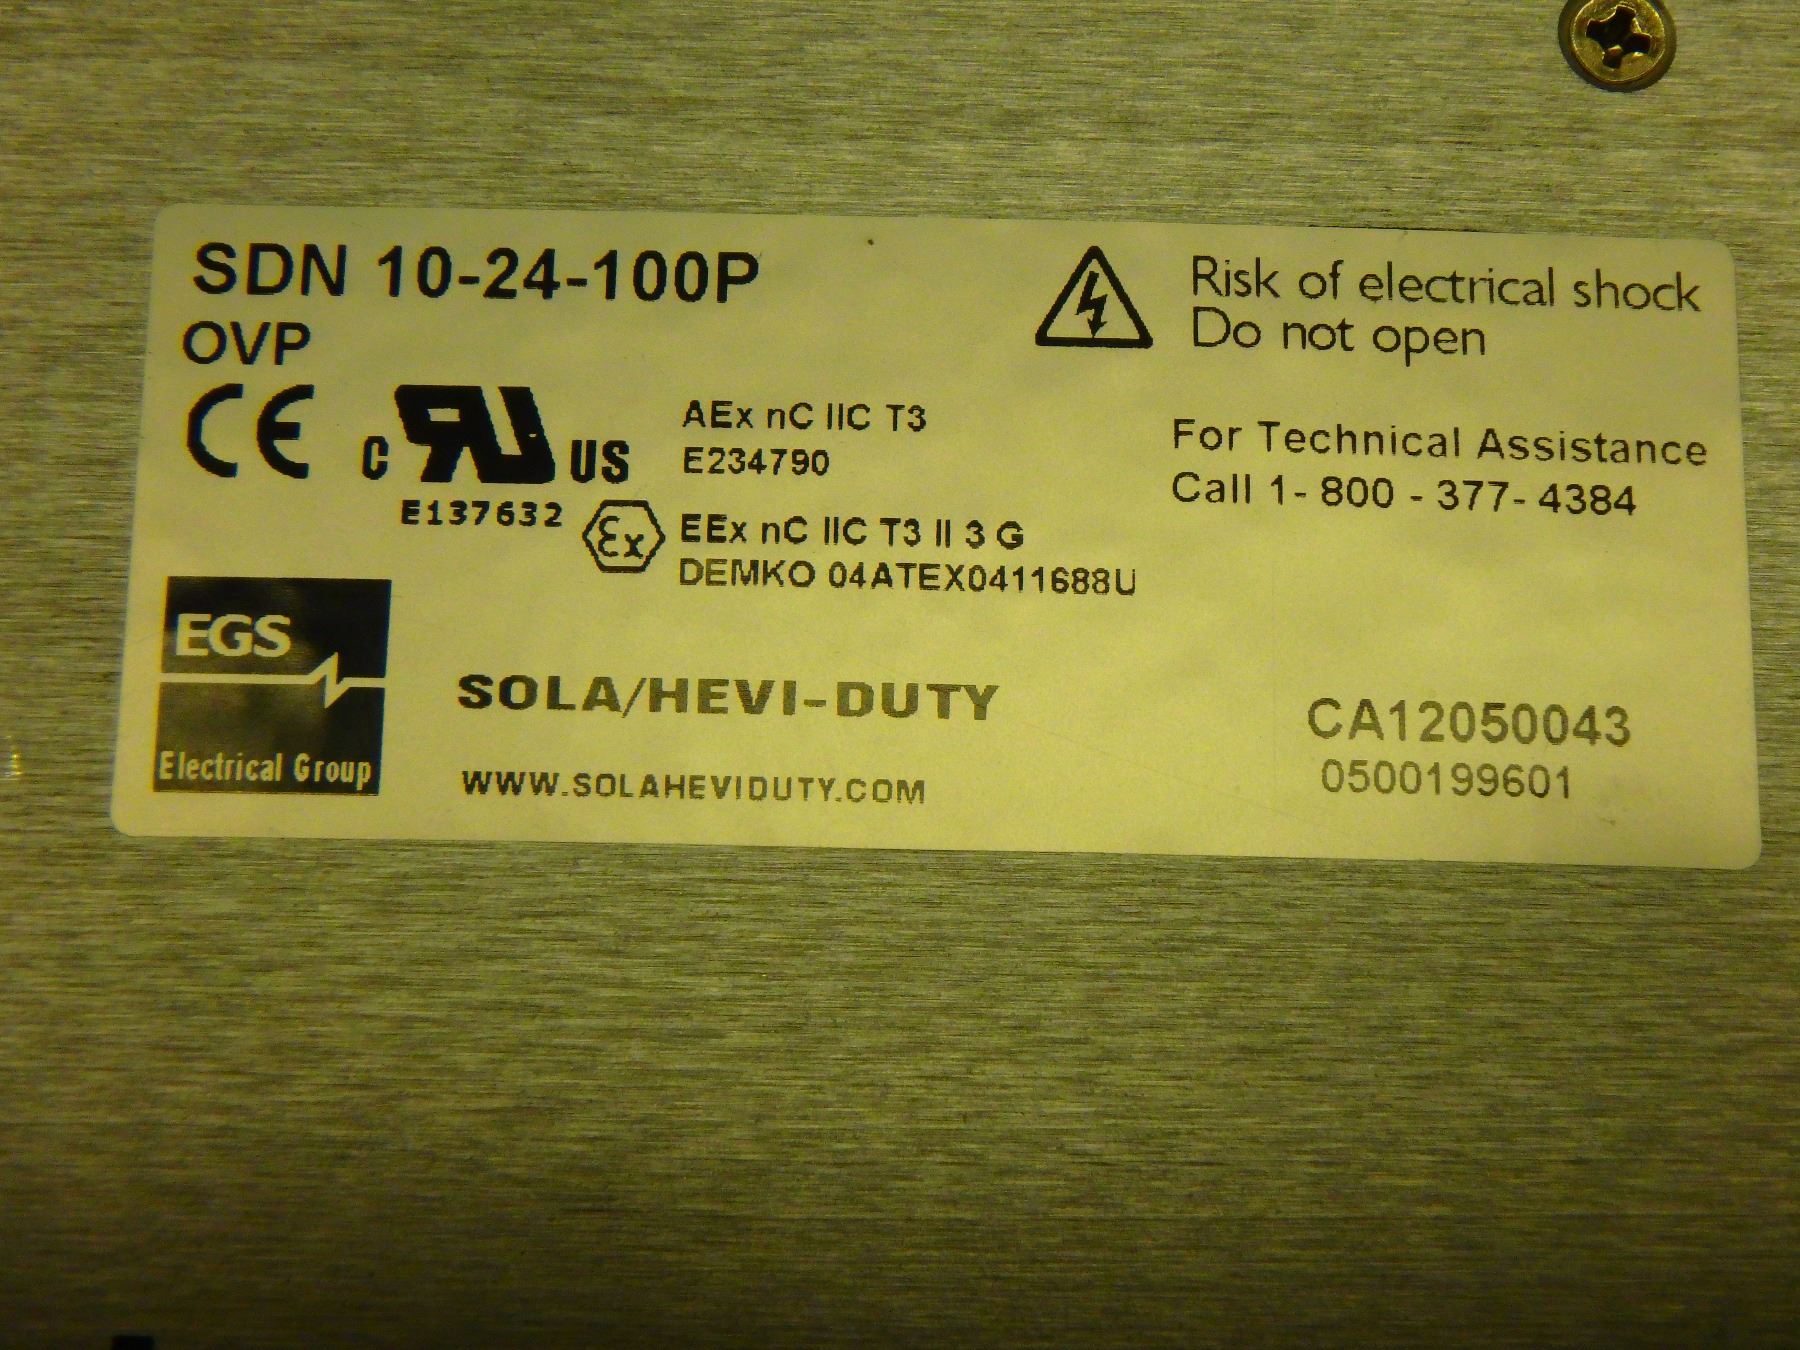 SDN 10-24-100P
OVP
CE
C RU US
E137632
AEx nC IIC T3
E234790
Ex
EEx nC IIC T3 II 3 G
DEMKO 04ATEX0411688U
Risk of electrical shock
Do not open
For Technical Assistance
Call 1- 800 - 377- 4384
EGS
Electrical Group
SOLA/HEVI-DUTY
WWW.SOLAHEVIDUTY.COM
CA12050043
0500199601